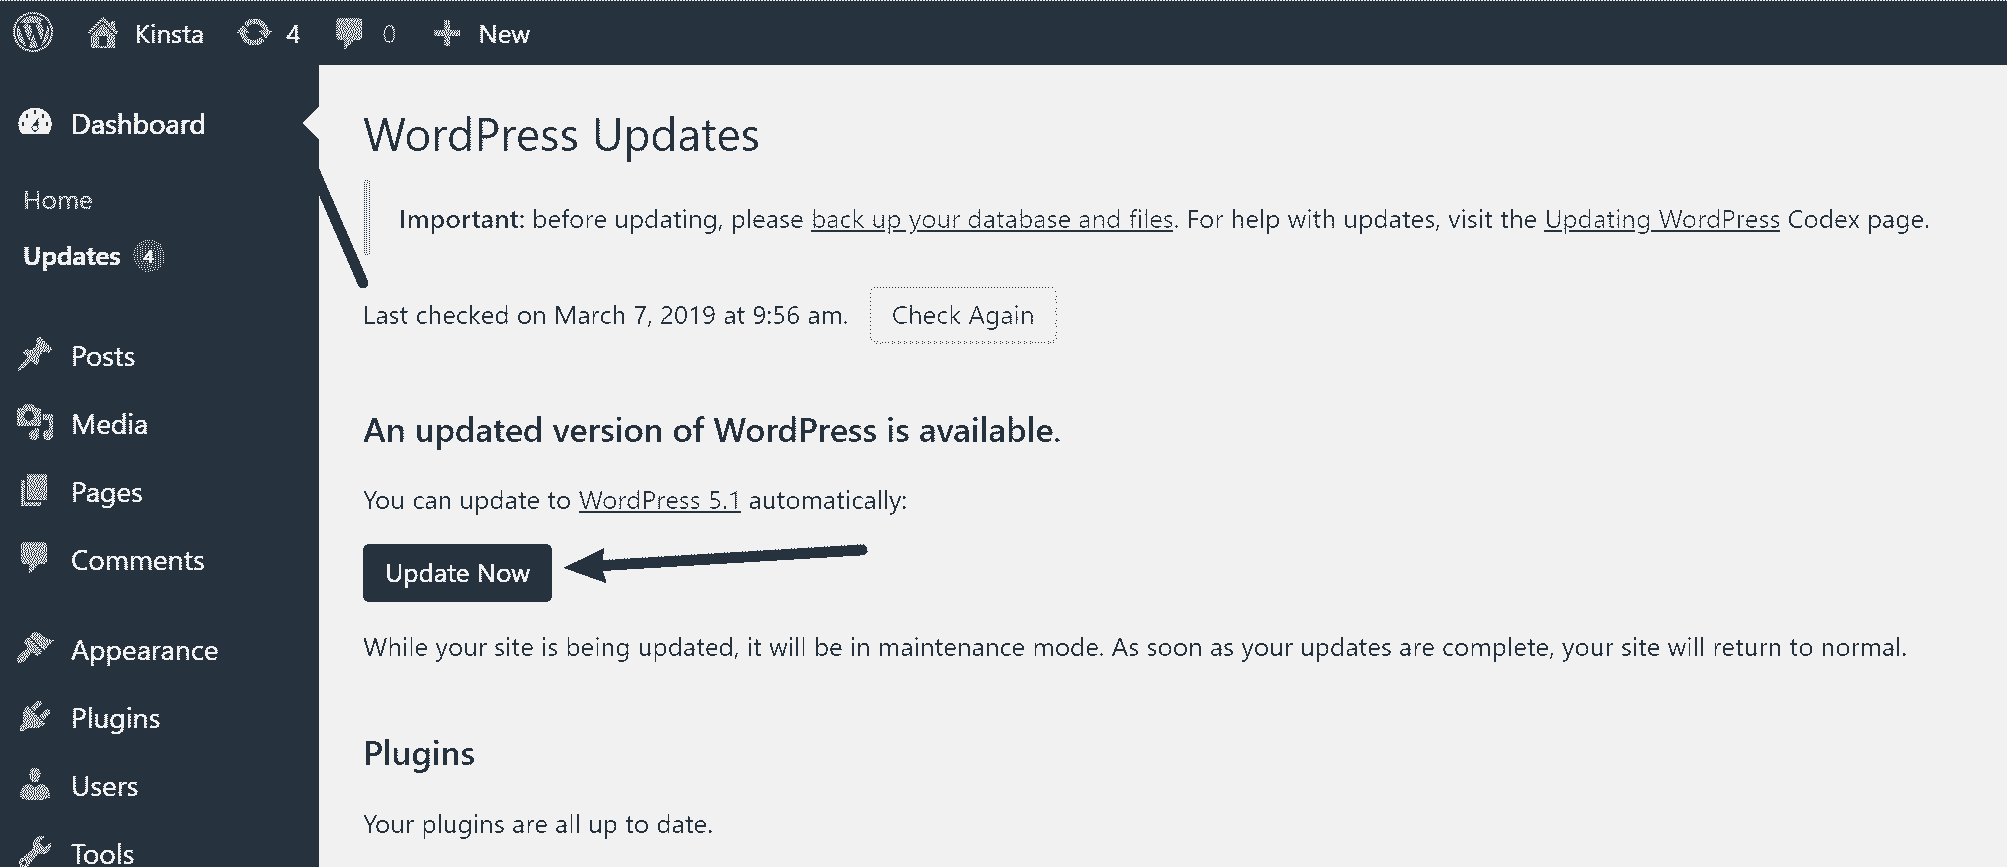 Kinsta 4 0 New
Dashboard
Home
Updates 4
Posts
Media
Pages
Comments
Appearance
Plugins
Users
Tools
WordPress Updates
Important: before updating, please back up your database and files. For help with updates, visit the Updating WordPress Codex page.
Last checked on March 7, 2019 at 9:56 am. Check Again
An updated version of WordPress is available.
You can update to WordPress 5.1 automatically:
Update Now
While your site is being updated, it will be in maintenance mode. As soon as your updates are complete, your site will return to normal.
Plugins
Your plugins are all up to date.